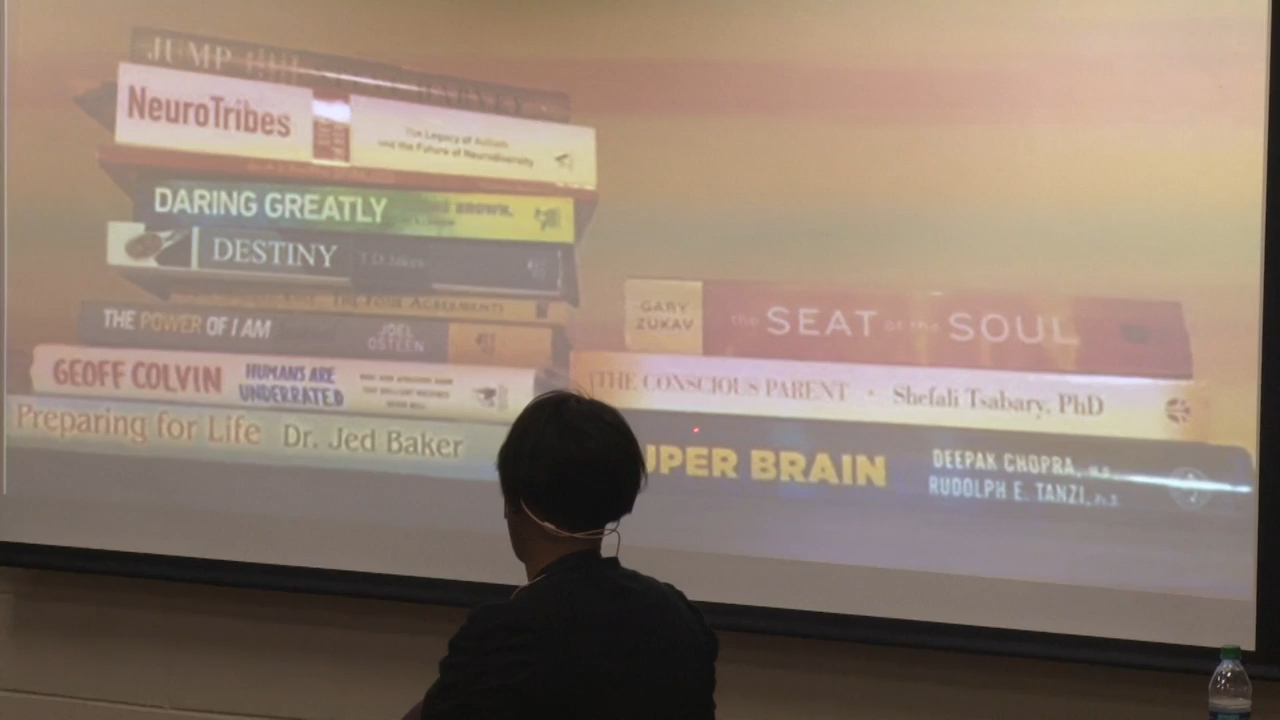 JUMP HARVEY
NeuroTribes
The Legacy of Autism
and the Future of Neurodiversity
DARING GREATLY BROWN,
DESTINY T.D. Jakes
THE FOUR AGREEMENTS
THE POWER OF I AM JOEL OSTEEN
GEOFF COLVIN HUMANS ARE UNDERRATED
Preparing for Life Dr. Jed Baker
GARY ZUKAV the SEAT of the SOUL
THE CONSCIOUS PARENT • Shefali Tsabary, PhD
UPER BRAIN DEEPAK CHOPRA, M.D.
RUDOLPH E. TANZI, Ph.D.